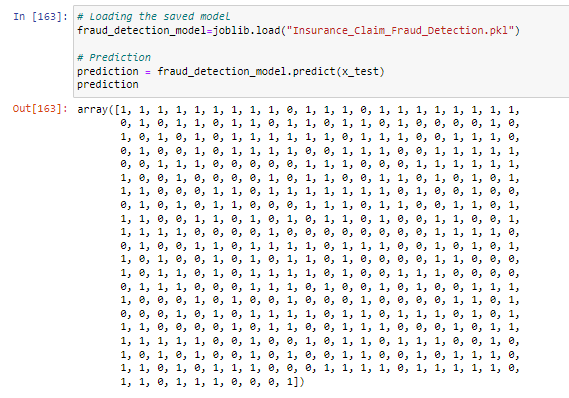 In [163]: # Loading the saved model
fraud_detection_model=joblib.load("Insurance_Claim_Fraud_Detection.pkl")
# Prediction
prediction = fraud_detection_model.predict(x_test)
prediction
Out[163]: array([1, 1, 1, 1, 1, 1, 1, 1, 1, 0, 1, 1, 1, 0, 1, 1, 1, 1, 1, 1, 1, 1,
0, 1, 0, 1, 1, 0, 1, 1, 0, 1, 1, 0, 1, 1, 0, 1, 0, 0, 0, 0, 1, 0,
1, 0, 1, 0, 1, 0, 1, 1, 1, 1, 1, 1, 0, 1, 1, 1, 0, 0, 1, 1, 1, 0,
0, 1, 0, 0, 1, 0, 1, 1, 1, 1, 0, 0, 1, 1, 1, 0, 0, 1, 1, 1, 1, 1,
0, 0, 1, 1, 1, 0, 0, 0, 0, 0, 1, 1, 1, 0, 0, 0, 1, 1, 1, 1, 1, 1,
1, 0, 0, 1, 0, 0, 0, 0, 1, 0, 1, 1, 0, 0, 1, 1, 0, 1, 0, 1, 0, 1,
1, 1, 0, 0, 0, 1, 1, 0, 1, 1, 1, 1, 1, 1, 1, 0, 1, 0, 0, 1, 0, 0,
0, 1, 0, 1, 0, 1, 1, 0, 0, 0, 1, 1, 1, 0, 1, 1, 0, 0, 1, 1, 0, 1,
1, 1, 0, 0, 1, 1, 0, 1, 0, 1, 0, 1, 1, 0, 1, 0, 0, 1, 1, 0, 0, 1,
1, 1, 1, 1, 0, 0, 0, 0, 1, 0, 0, 0, 0, 0, 0, 0, 0, 1, 1, 1, 1, 0,
0, 1, 0, 0, 1, 1, 0, 1, 1, 1, 1, 0, 1, 1, 1, 1, 0, 0, 1, 0, 1, 0, 1,
1, 0, 1, 0, 0, 1, 0, 1, 0, 1, 1, 0, 1, 0, 1, 0, 0, 0, 0, 1, 0, 0,
1, 0, 1, 1, 0, 1, 0, 1, 1, 1, 0, 1, 0, 0, 1, 1, 1, 0, 0, 0, 0,
0, 1, 1, 1, 0, 0, 0, 1, 1, 1, 0, 1, 0, 0, 1, 0, 1, 0, 0, 1, 1, 1,
1, 0, 0, 0, 1, 0, 1, 0, 0, 1, 0, 0, 0, 1, 0, 0, 0, 0, 1, 1, 0, 1,
0, 0, 0, 1, 0, 1, 0, 1, 1, 1, 1, 1, 0, 1, 0, 1, 1, 1, 0, 1, 0, 1,
1, 1, 0, 0, 0, 0, 1, 0, 1, 1, 0, 0, 1, 1, 1, 0, 0, 0, 1, 0, 1, 1,
1, 1, 1, 1, 1, 0, 0, 1, 0, 0, 1, 0, 1, 1, 0, 0, 1, 0, 0, 0, 0, 1,
1, 0, 1, 0, 1, 0, 0, 1, 1, 0, 1, 0, 0, 1, 1, 0, 0, 1, 1, 1, 1, 0,
1, 1, 0, 1, 0, 1, 1, 1, 0, 0, 0, 1, 1, 1, 1, 0, 1, 1, 1, 1, 1, 0,
1, 1, 0, 1, 1, 1, 0, 0, 0, 1])